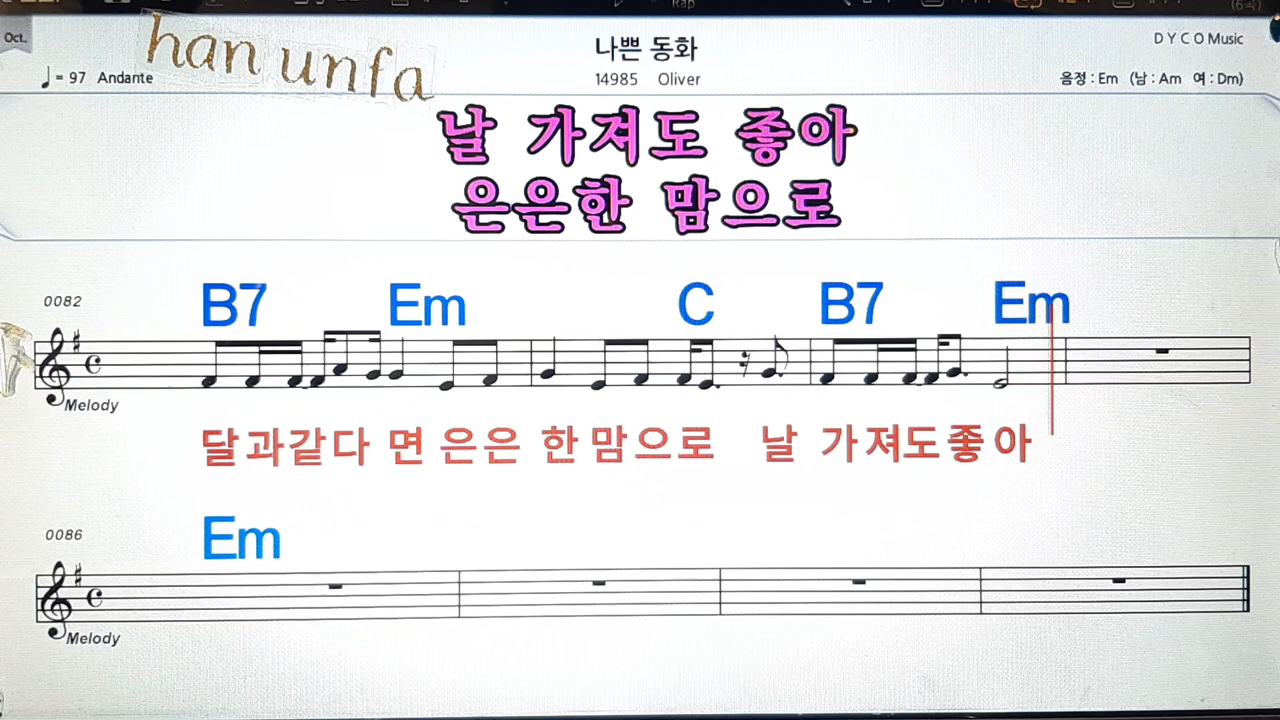 Rap
(6획)
Oct.
han unfa
♩= 97 Andante
나쁜 동화
14985 Oliver
D Y C O Music
음정 : Em (남 : Am 여 : Dm)
날 가져도 좋아
은은한 맘으로
0082
B7 Em C B7 Em
Melody
달과같다 면 은은 한맘으로 날 가져도좋아
0086
Em
Melody